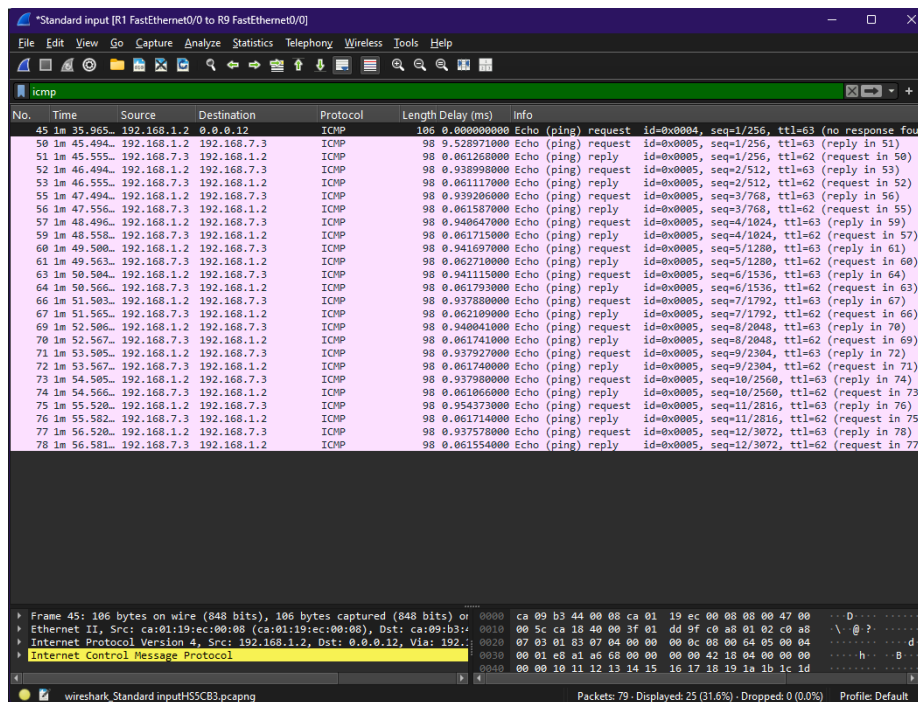 *Standard input [R1 FastEthernet0/0 to R9 FastEthernet0/0]
File Edit View Go Capture Analyze Statistics Telephony Wireless Tools Help
icmp
No. Time Source Destination Protocol Length Delay (ms) Info
45 1m 35.965… 192.168.1.2 0.0.0.12 ICMP 106 0.000000000 Echo (ping) request id=0x0004, seq=1/256, ttl=63 (no response fou
50 1m 45.494… 192.168.1.2 192.168.7.3 ICMP 98 9.528971000 Echo (ping) request id=0x0005, seq=1/256, ttl=63 (reply in 51)
51 1m 45.555… 192.168.7.3 192.168.1.2 ICMP 98 0.061268000 Echo (ping) reply id=0x0005, seq=1/256, ttl=62 (request in 50)
52 1m 46.494… 192.168.1.2 192.168.7.3 ICMP 98 0.938998000 Echo (ping) request id=0x0005, seq=2/512, ttl=63 (reply in 53)
53 1m 46.555… 192.168.7.3 192.168.1.2 ICMP 98 0.061117000 Echo (ping) reply id=0x0005, seq=2/512, ttl=62 (request in 52)
55 1m 47.494… 192.168.1.2 192.168.7.3 ICMP 98 0.939206000 Echo (ping) request id=0x0005, seq=3/768, ttl=63 (reply in 56)
56 1m 47.556… 192.168.7.3 192.168.1.2 ICMP 98 0.061587000 Echo (ping) reply id=0x0005, seq=3/768, ttl=62 (request in 55)
57 1m 48.496… 192.168.1.2 192.168.7.3 ICMP 98 0.940647000 Echo (ping) request id=0x0005, seq=4/1024, ttl=63 (reply in 59)
59 1m 48.558… 192.168.7.3 192.168.1.2 ICMP 98 0.061715000 Echo (ping) reply id=0x0005, seq=4/1024, ttl=62 (request in 57)
60 1m 49.500… 192.168.1.2 192.168.7.3 ICMP 98 0.941697000 Echo (ping) request id=0x0005, seq=5/1280, ttl=63 (reply in 61)
61 1m 49.563… 192.168.7.3 192.168.1.2 ICMP 98 0.062710000 Echo (ping) reply id=0x0005, seq=5/1280, ttl=62 (request in 60)
63 1m 50.504… 192.168.1.2 192.168.7.3 ICMP 98 0.941115000 Echo (ping) request id=0x0005, seq=6/1536, ttl=63 (reply in 64)
64 1m 50.566… 192.168.7.3 192.168.1.2 ICMP 98 0.061793000 Echo (ping) reply id=0x0005, seq=6/1536, ttl=62 (request in 63)
66 1m 51.503… 192.168.1.2 192.168.7.3 ICMP 98 0.937880000 Echo (ping) request id=0x0005, seq=7/1792, ttl=63 (reply in 67)
67 1m 51.565… 192.168.7.3 192.168.1.2 ICMP 98 0.062109000 Echo (ping) reply id=0x0005, seq=7/1792, ttl=62 (request in 66)
69 1m 52.506… 192.168.1.2 192.168.7.3 ICMP 98 0.940041000 Echo (ping) request id=0x0005, seq=8/2048, ttl=63 (reply in 70)
70 1m 52.567… 192.168.7.3 192.168.1.2 ICMP 98 0.061741000 Echo (ping) reply id=0x0005, seq=8/2048, ttl=62 (request in 69)
71 1m 53.505… 192.168.1.2 192.168.7.3 ICMP 98 0.937927000 Echo (ping) request id=0x0005, seq=9/2304, ttl=63 (reply in 72)
72 1m 53.567… 192.168.7.3 192.168.1.2 ICMP 98 0.061740000 Echo (ping) reply id=0x0005, seq=9/2304, ttl=62 (request in 71)
73 1m 54.505… 192.168.1.2 192.168.7.3 ICMP 98 0.937980000 Echo (ping) request id=0x0005, seq=10/2560, ttl=63 (reply in 74)
74 1m 54.566… 192.168.7.3 192.168.1.2 ICMP 98 0.061066000 Echo (ping) reply id=0x0005, seq=10/2560, ttl=62 (request in 73
75 1m 55.520… 192.168.1.2 192.168.7.3 ICMP 98 0.954373000 Echo (ping) request id=0x0005, seq=11/2816, ttl=63 (reply in 76)
76 1m 55.582… 192.168.7.3 192.168.1.2 ICMP 98 0.061714000 Echo (ping) reply id=0x0005, seq=11/2816, ttl=62 (request in 75
77 1m 56.520… 192.168.1.2 192.168.7.3 ICMP 98 0.937578000 Echo (ping) request id=0x0005, seq=12/3072, ttl=63 (reply in 78)
78 1m 56.581… 192.168.7.3 192.168.1.2 ICMP 98 0.061554000 Echo (ping) reply id=0x0005, seq=12/3072, ttl=62 (request in 77
Frame 45: 106 bytes on wire (848 bits), 106 bytes captured (848 bits) or
Ethernet II, Src: ca:01:19:ec:00:08 (ca:01:19:ec:00:08), Dst: ca:09:b3:4
Internet Protocol Version 4, Src: 192.168.1.2, Dst: 0.0.0.12, Via: 192.
Internet Control Message Protocol
0000 ca 09 b3 44 00 08 ca 01 19 ec 00 08 08 00 47 00 ···D···· ······G·
0010 00 5c ca 18 40 00 3f 01 dd 9f c0 a8 01 02 c0 a8 ·\··@·?· ········
0020 07 03 01 83 07 04 00 00 00 0c 08 00 64 05 00 04 ········ ····d
0030 00 01 e8 a1 a6 68 00 00 00 00 42 18 04 00 00 00 ·····h·· ··B·
0040 00 00 10 11 12 13 14 15 16 17 18 19 1a 1b 1c 1d
wireshark_Standard inputHS5CB3.pcapng Packets: 79 · Displayed: 25 (31.6%) · Dropped: 0 (0.0%) Profile: Default